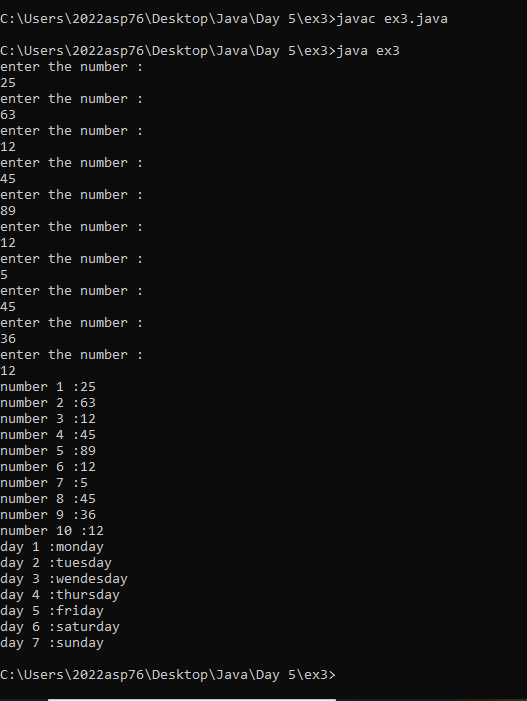 C:\Users\2022asp76\Desktop\Java\Day 5\ex3>javac ex3.java
C:\Users\2022asp76\Desktop\Java\Day 5\ex3>java ex3
enter the number :
25
enter the number :
63
enter the number :
12
enter the number :
45
enter the number :
89
enter the number :
12
enter the number :
5
enter the number :
45
enter the number :
36
enter the number :
12
number 1 :25
number 2 :63
number 3 :12
number 4 :45
number 5 :89
number 6 :12
number 7 :5
number 8 :45
number 9 :36
number 10 :12
day 1 :monday
day 2 :tuesday
day 3 :wendesday
day 4 :thursday
day 5 :friday
day 6 :saturday
day 7 :sunday
C:\Users\2022asp76\Desktop\Java\Day 5\ex3>